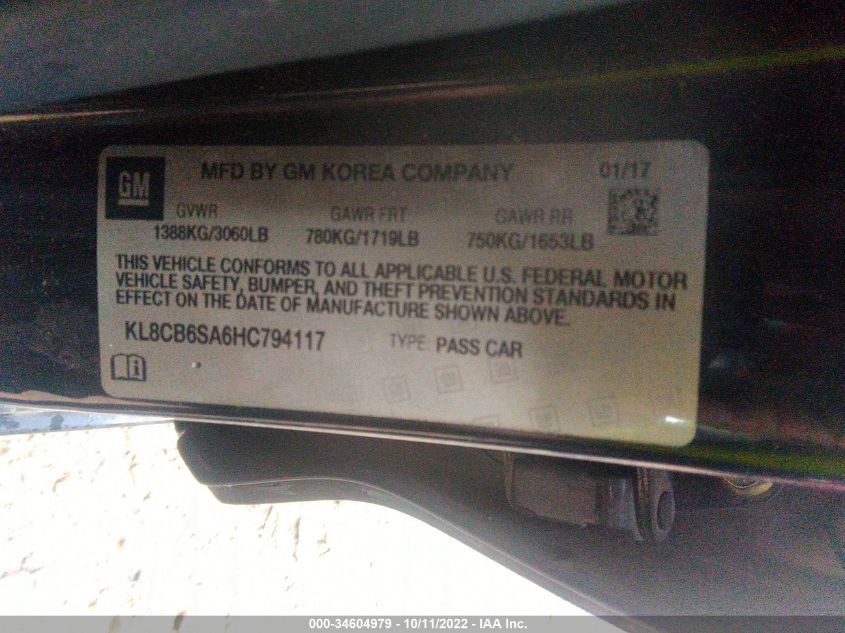 GM
MFD BY GM KOREA COMPANY 01/17
GVWR GAWR FRT GAWR RR
1388KG/3060LB 780KG/1719LB 750KG/1653LB
THIS VEHICLE CONFORMS TO ALL APPLICABLE U.S. FEDERAL MOTOR
VEHICLE SAFETY, BUMPER, AND THEFT PREVENTION STANDARDS IN
EFFECT ON THE DATE OF MANUFACTURE SHOWN ABOVE.
KL8CB6SA6HC794117 TYPE: PASS CAR
000-34604979 - 10/11/2022 - IAA Inc.